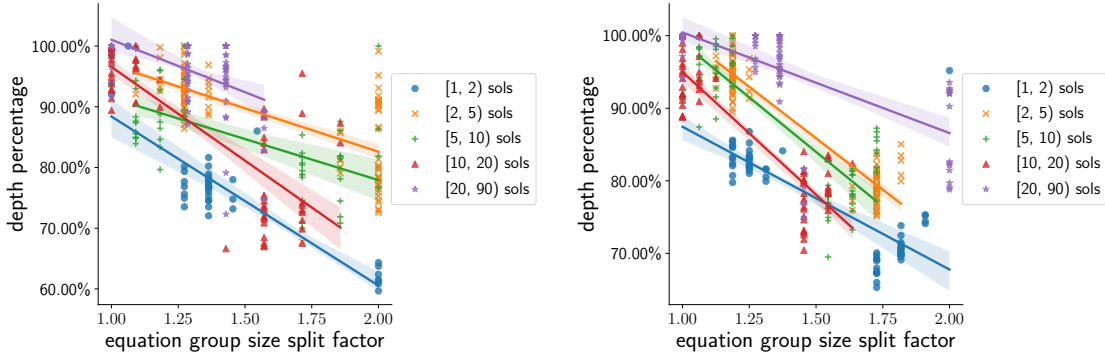 100.00%
90.00%
80.00%
70.00%
60.00%
depth percentage
1.00 1.25 1.50 1.75 2.00
equation group size split factor
[1, 2) sols
[2, 5) sols
[5, 10) sols
[10, 20) sols
[20, 90) sols
100.00%
90.00%
80.00%
70.00%
depth percentage
1.00 1.25 1.50 1.75 2.00
equation group size split factor
[1, 2) sols
[2, 5) sols
[5, 10) sols
[10, 20) sols
[20, 90) sols